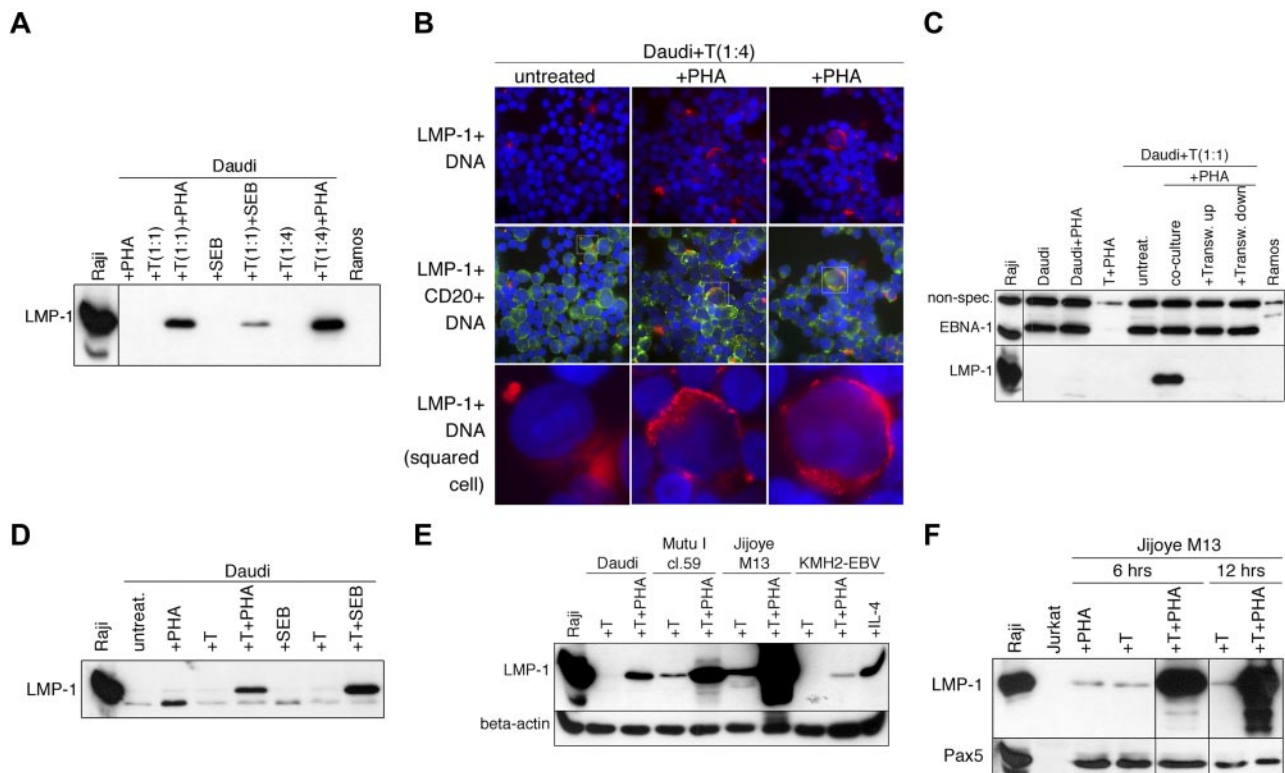 A
Daudi
Raji
+PHA
+T(1:1)
+T(1:1)+PHA
+SEB
+T(1:1)+SEB
+T(1:4)
+T(1:4)+PHA
Ramos
LMP-1
B
Daudi+T(1:4)
untreated +PHA +PHA
LMP-1+
DNA
LMP-1+
CD20+
DNA
LMP-1+
DNA
(squared
cell)
C
Daudi+T(1:1)
+PHA
Raji
Daudi
Daudi+PHA
T+PHA
untreat.
co-culture
+Transw. up
+Transw. down
Ramos
non-spec.
EBNA-1
LMP-1
D
Daudi
Raji
untreat.
+PHA
+T
+T+PHA
+SEB
+T
+T+SEB
LMP-1
E
Mutu I Jijoye
Daudi cl.59 M13 KMH2-EBV
Raji
+T
+T+PHA
+T
+T+PHA
+T
+T+PHA
+T
+T+PHA
+IL-4
LMP-1
beta-actin
F
Jijoye M13
6 hrs 12 hrs
Raji
Jurkat
+PHA
+T
+T+PHA
+T
+T+PHA
LMP-1
Pax5